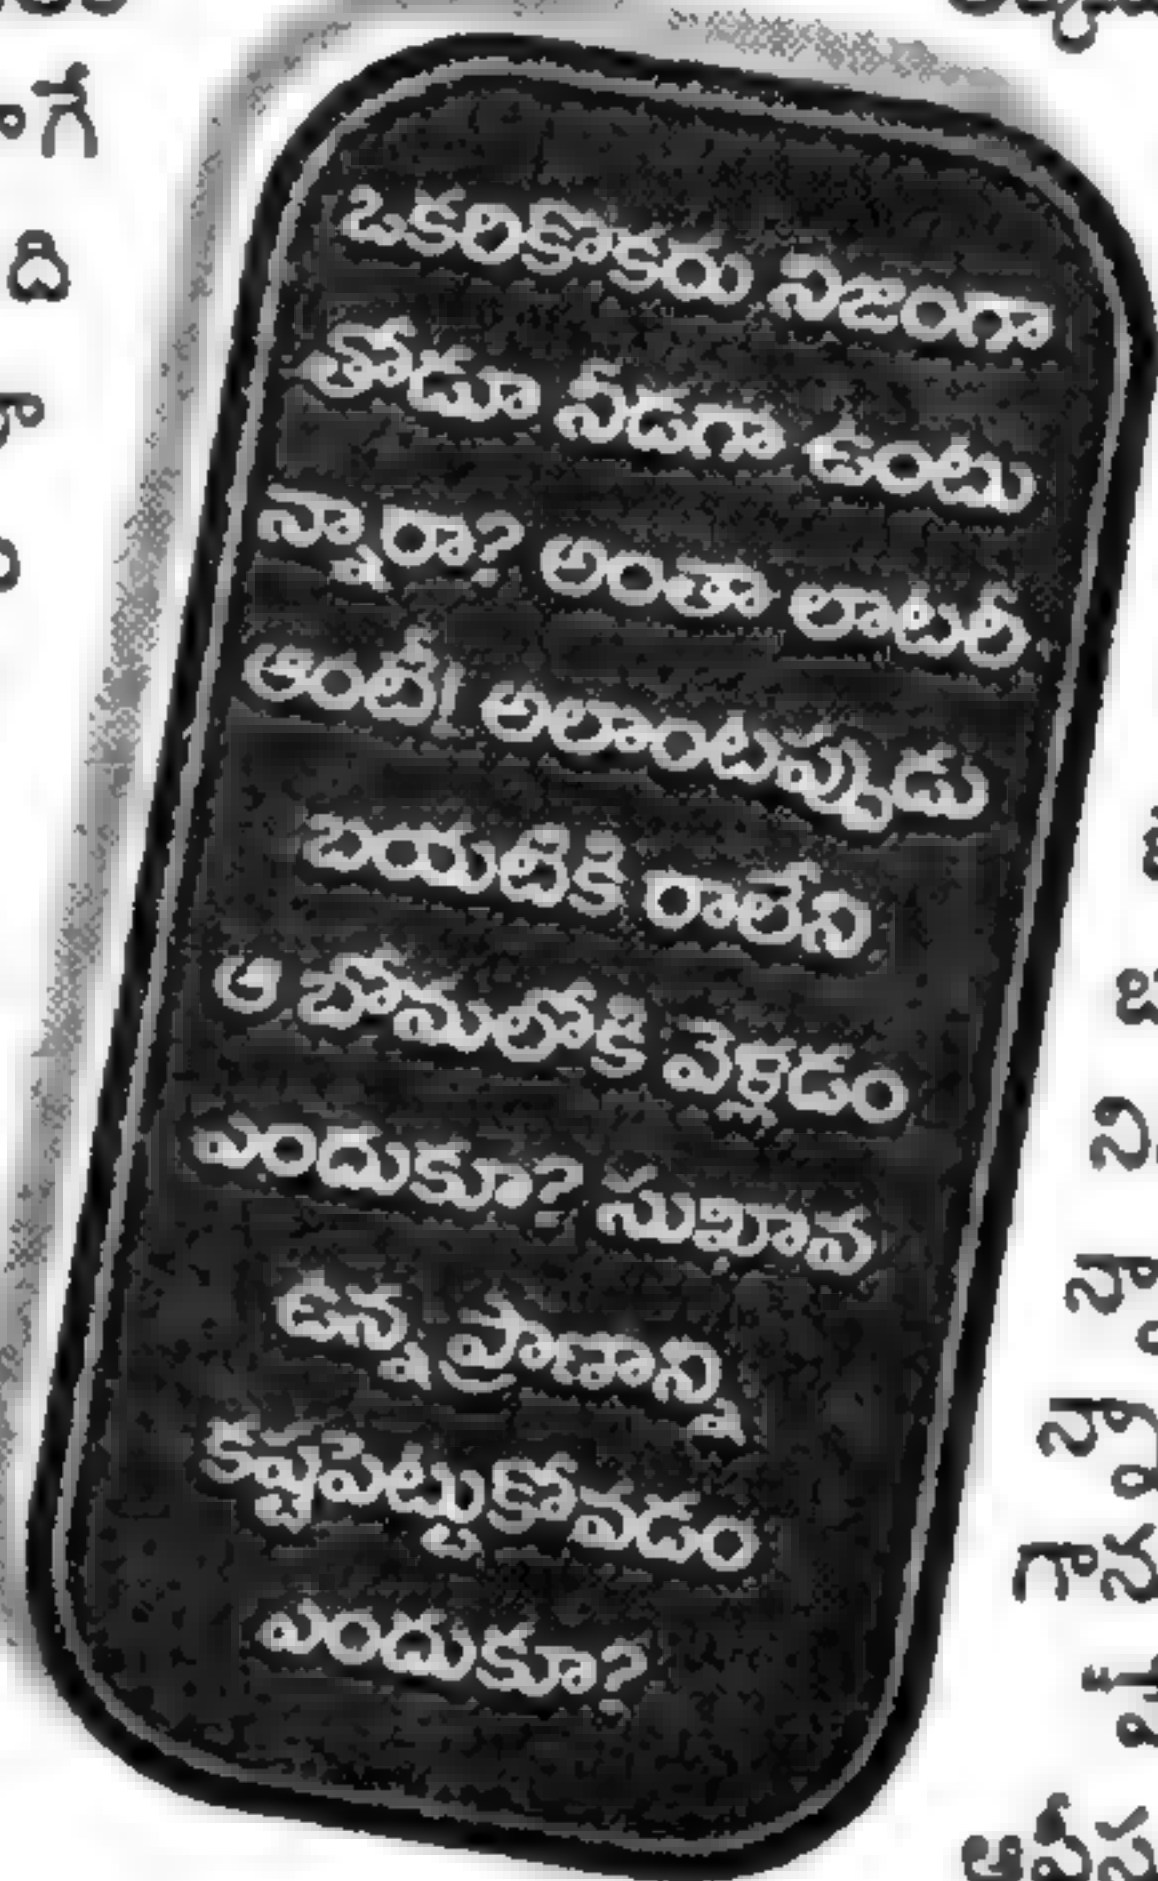 ఒకరికొకరు నిజంగా
తోడూ నీడగా ఉంటు
న్నారా? అంతా లాటరీ
ఆంటీ! అలాంటప్పుడు
బయటికి రాలేని
ఆ బోనులోకి వెళ్లడం
ఎందుకూ? సుఖాన
ఉన్న ప్రాణాన్ని
కష్టపెట్టుకోవడం
ఎందుకూ?